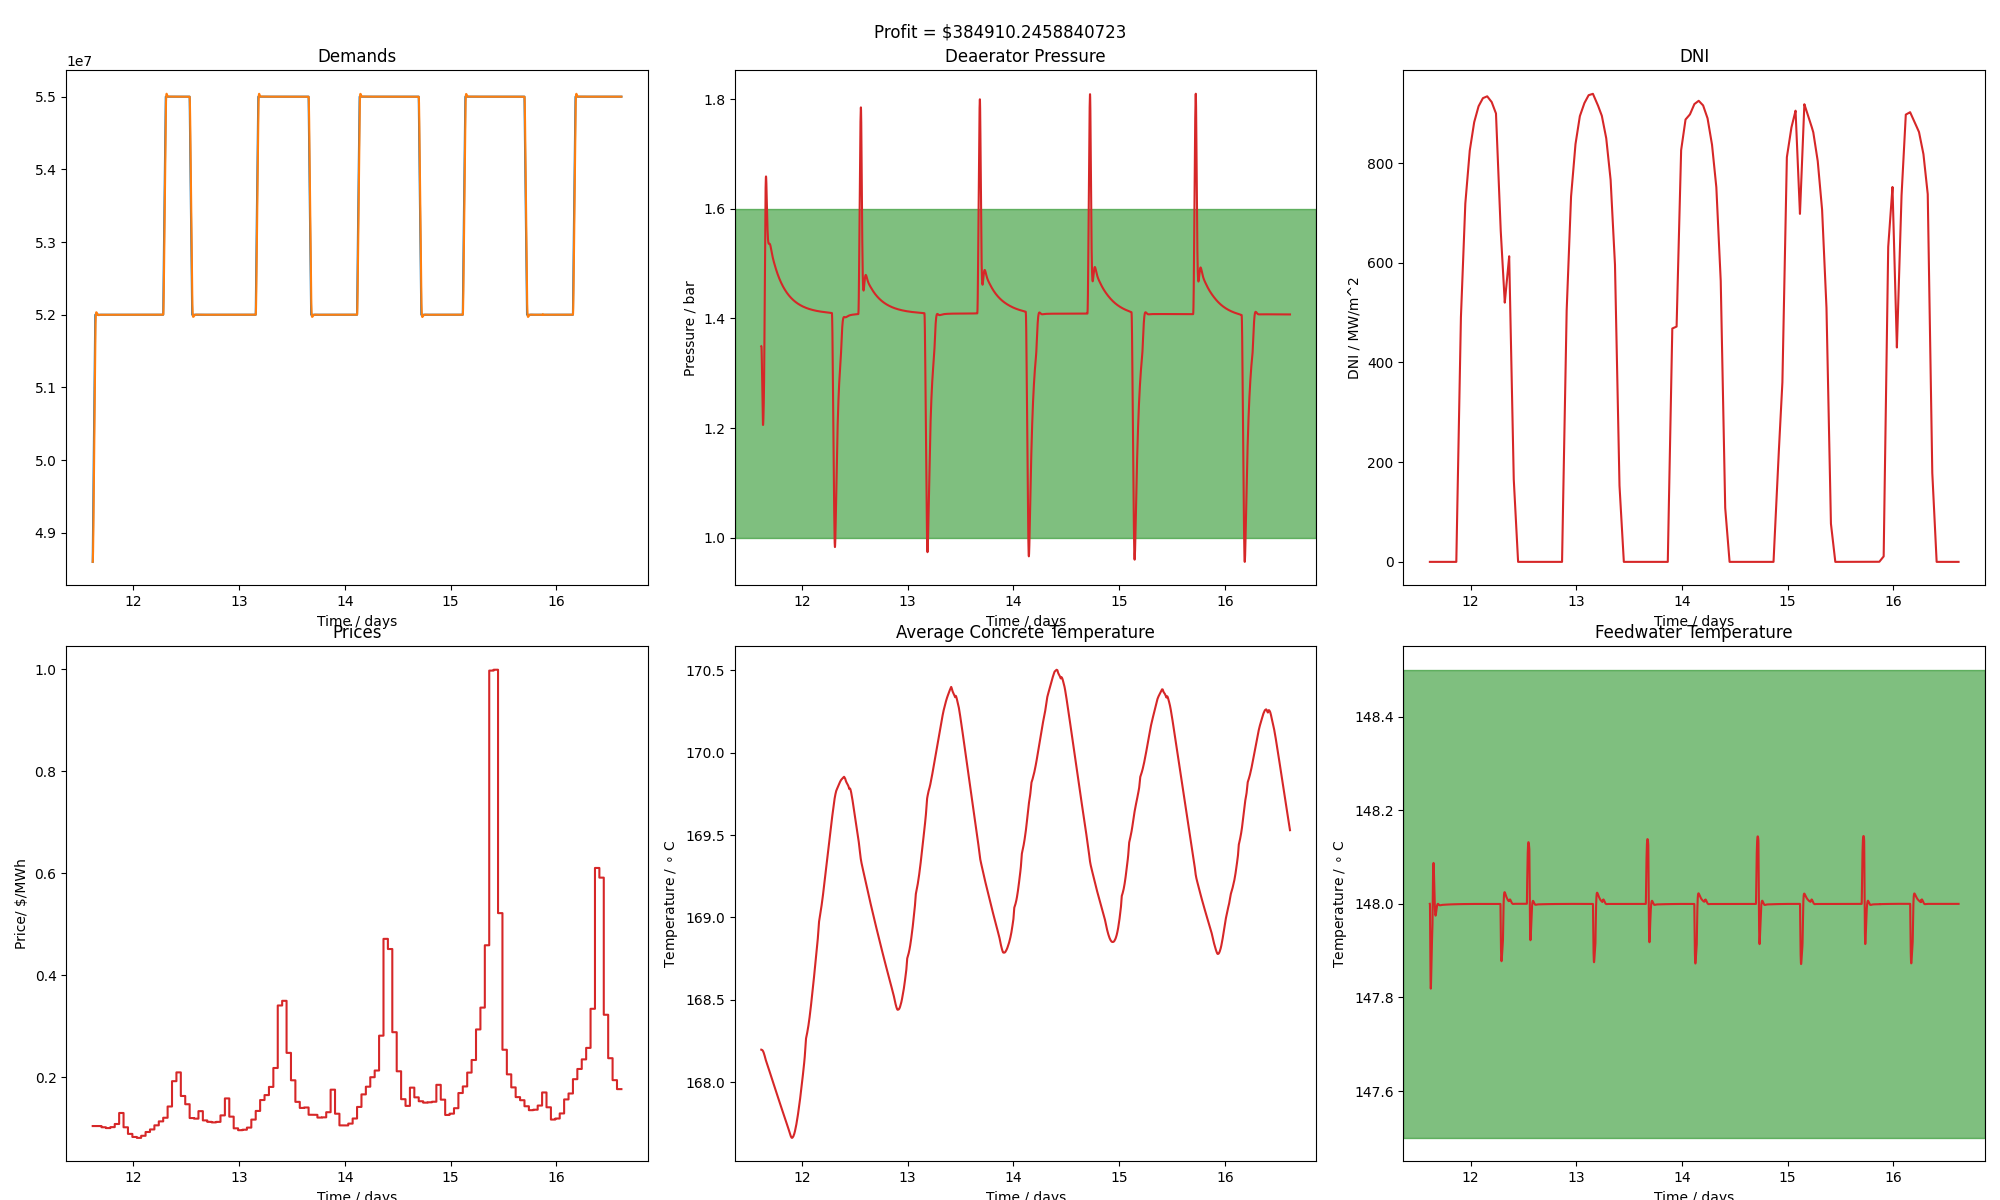 Profit = $384910.2458840723
Demands
1e7
5.5
5.4
5.3
5.2
5.1
5.0
4.9
12 13 14 15 16
Time / days
Deaerator Pressure
Pressure / bar
1.8
1.6
1.4
1.2
1.0
12 13 14 15 16
Time / days
DNI
DNI / MW/m^2
800
600
400
200
0
12 13 14 15 16
Time / days
Prices
Price/ $/MWh
1.0
0.8
0.6
0.4
0.2
12 13 14 15 16
Time / days
Average Concrete Temperature
Temperature / ∘ C
170.5
170.0
169.5
169.0
168.5
168.0
12 13 14 15 16
Time / days
Feedwater Temperature
Temperature / ∘ C
148.4
148.2
148.0
147.8
147.6
12 13 14 15 16
Time / days